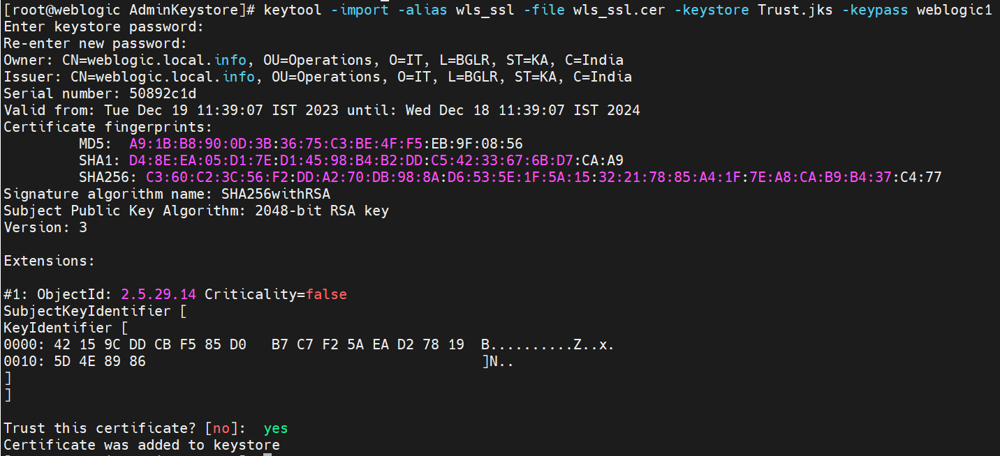 [root@weblogic AdminKeystore]# keytool -import -alias wls_ssl -file wls_ssl.cer -keystore Trust.jks -keypass weblogic1
Enter keystore password:
Re-enter new password:
Owner: CN=weblogic.local.info, OU=Operations, O=IT, L=BGLR, ST=KA, C=India
Issuer: CN=weblogic.local.info, OU=Operations, O=IT, L=BGLR, ST=KA, C=India
Serial number: 50892c1d
Valid from: Tue Dec 19 11:39:07 IST 2023 until: Wed Dec 18 11:39:07 IST 2024
Certificate fingerprints:
MD5: A9:1B:B8:90:0D:3B:36:75:C3:BE:4F:F5:EB:9F:08:56
SHA1: D4:8E:EA:05:D1:7E:D1:45:98:B4:B2:DD:C5:42:33:67:6B:D7:CA:A9
SHA256: C3:60:C2:3C:56:F2:DD:A2:70:DB:98:8A:D6:53:5E:1F:5A:15:32:21:78:85:A4:1F:7E:A8:CA:B9:B4:37:C4:77
Signature algorithm name: SHA256withRSA
Subject Public Key Algorithm: 2048-bit RSA key
Version: 3
Extensions:
#1: ObjectId: 2.5.29.14 Criticality=false
SubjectKeyIdentifier [
KeyIdentifier [
0000: 42 15 9C DD CB F5 85 D0   B7 C7 F2 5A EA D2 78 19  B..........Z..x.
0010: 5D 4E 89 86                                        ]N..
]
]
Trust this certificate? [no]:  yes
Certificate was added to keystore